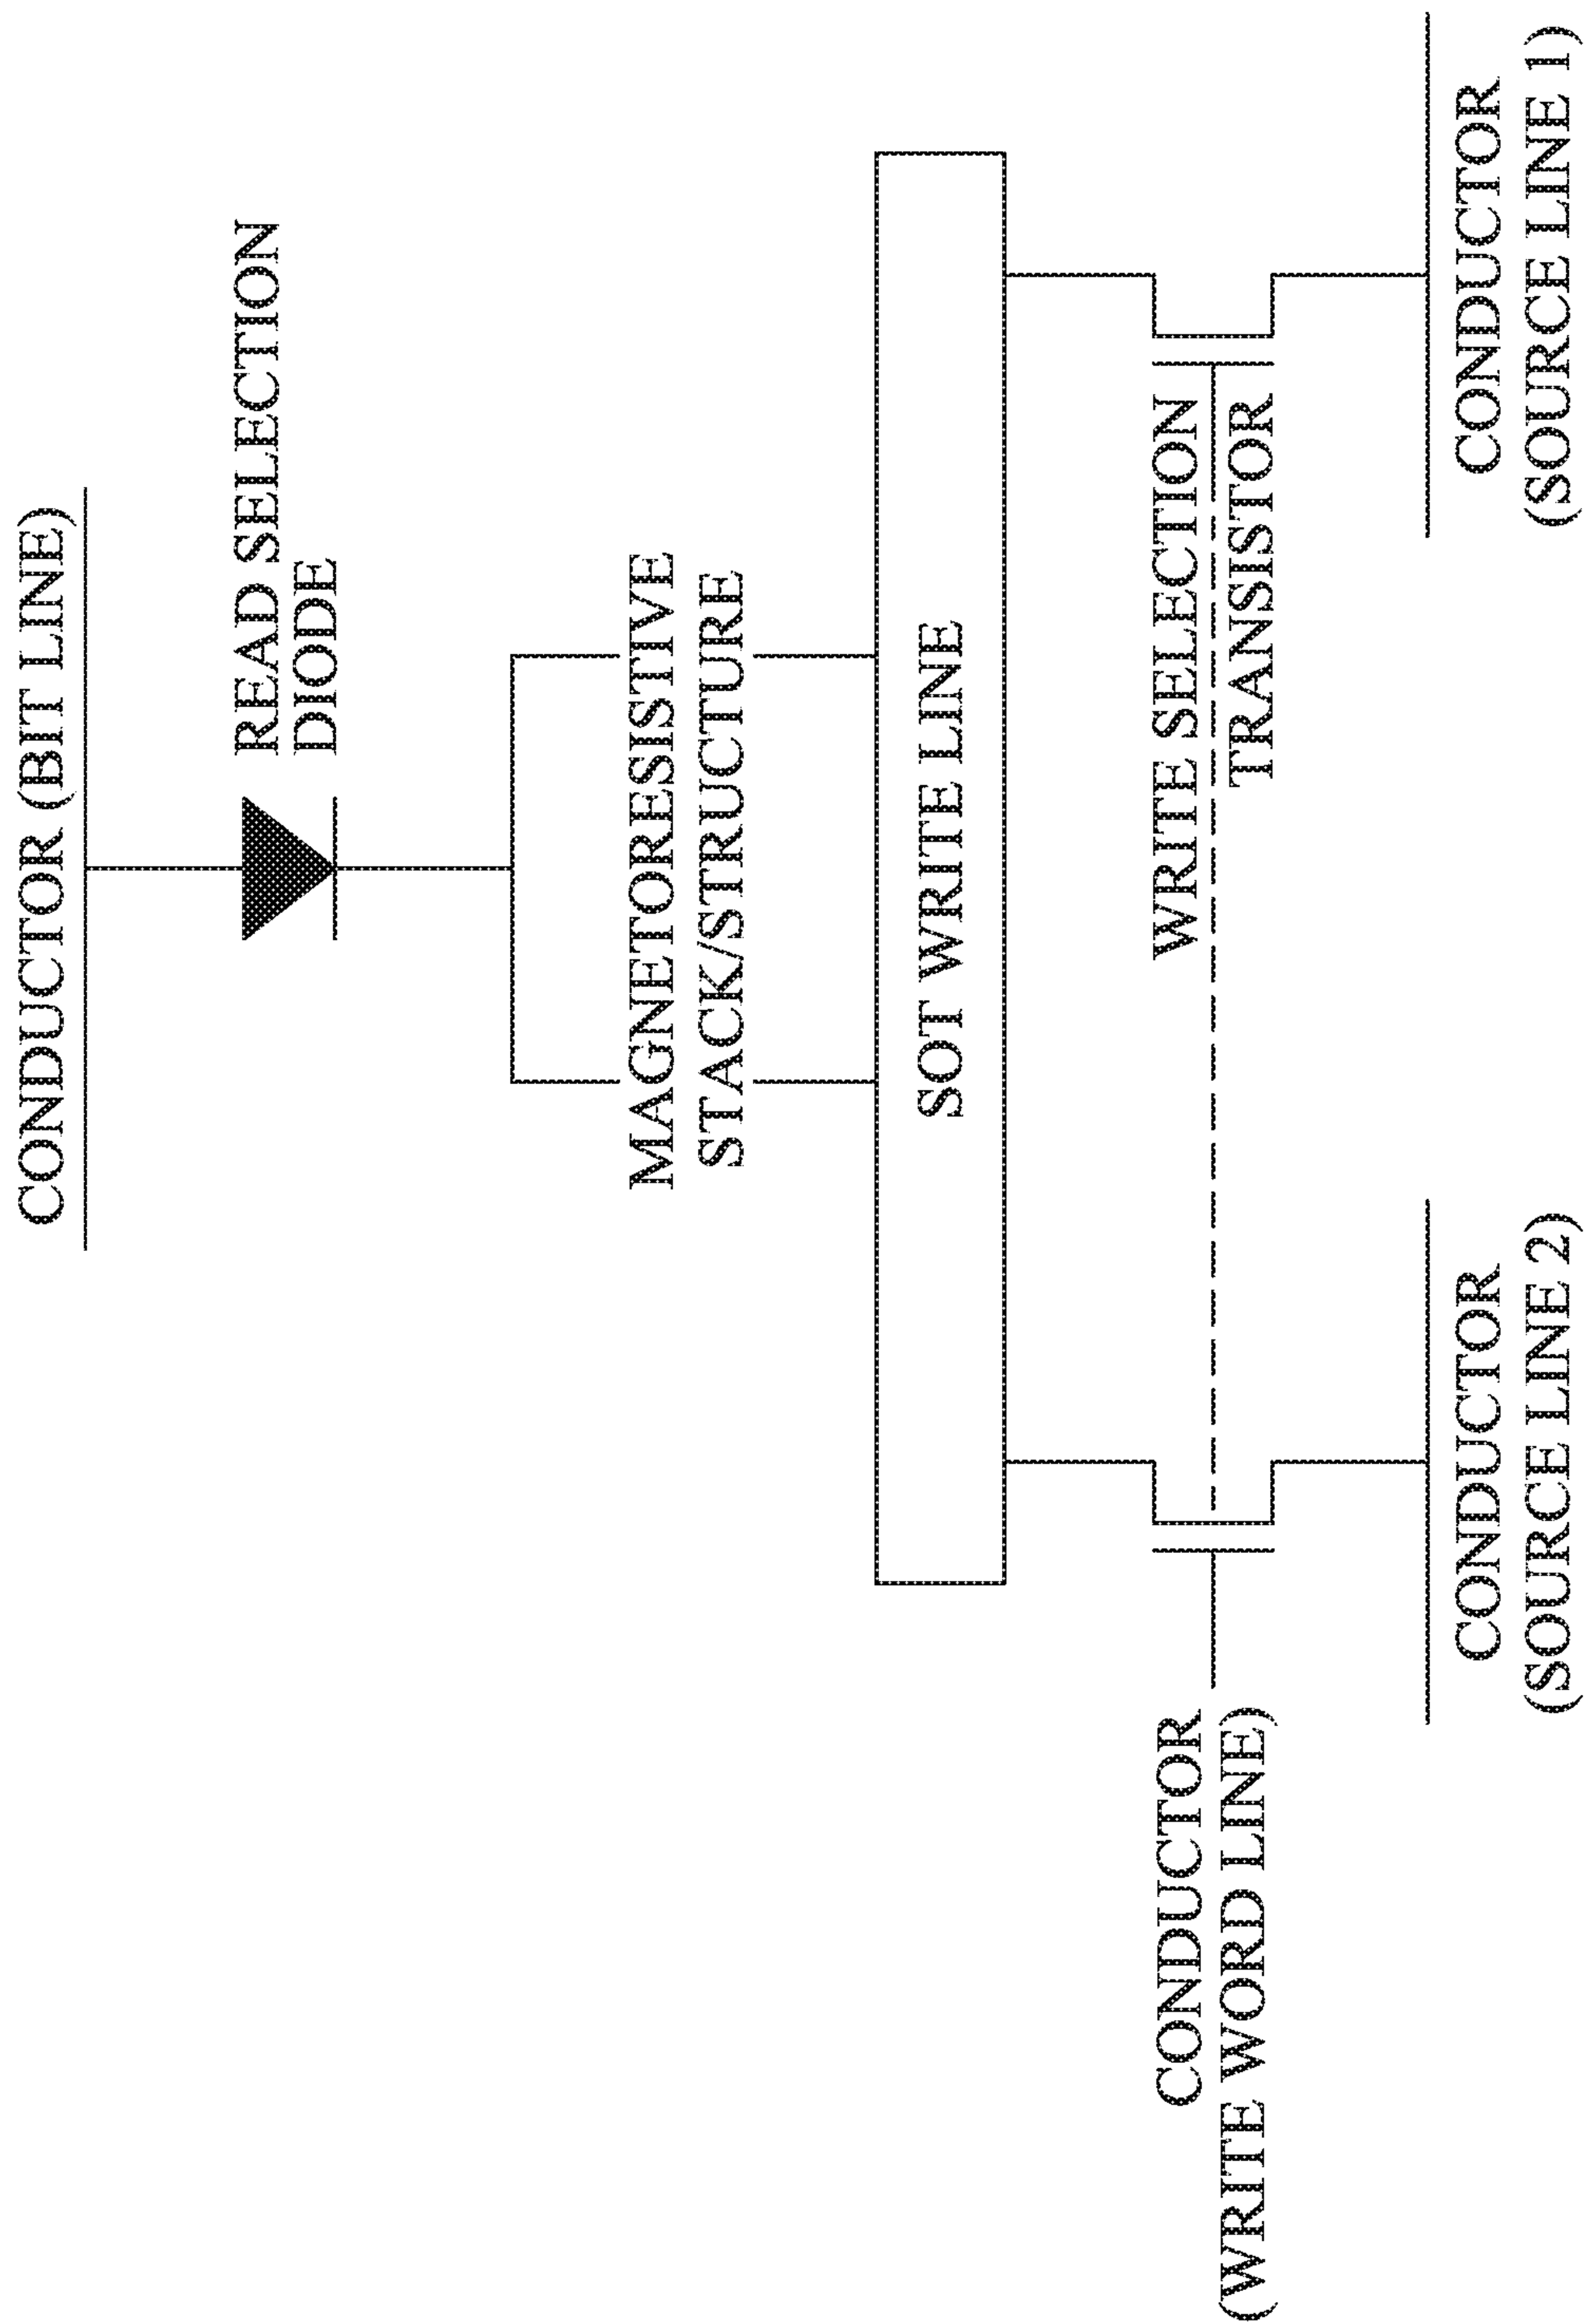 CONDUCTOR (BIT LINE)
READ SELECTION
DIODE
MAGNETORESISTIVE
STACK/STRUCTURE
SOT WRITE LINE
WRITE SELECTION
TRANSISTOR
CONDUCTOR
(WRITE WORD LINE)
CONDUCTOR
(SOURCE LINE 2)
CONDUCTOR
(SOURCE LINE 1)